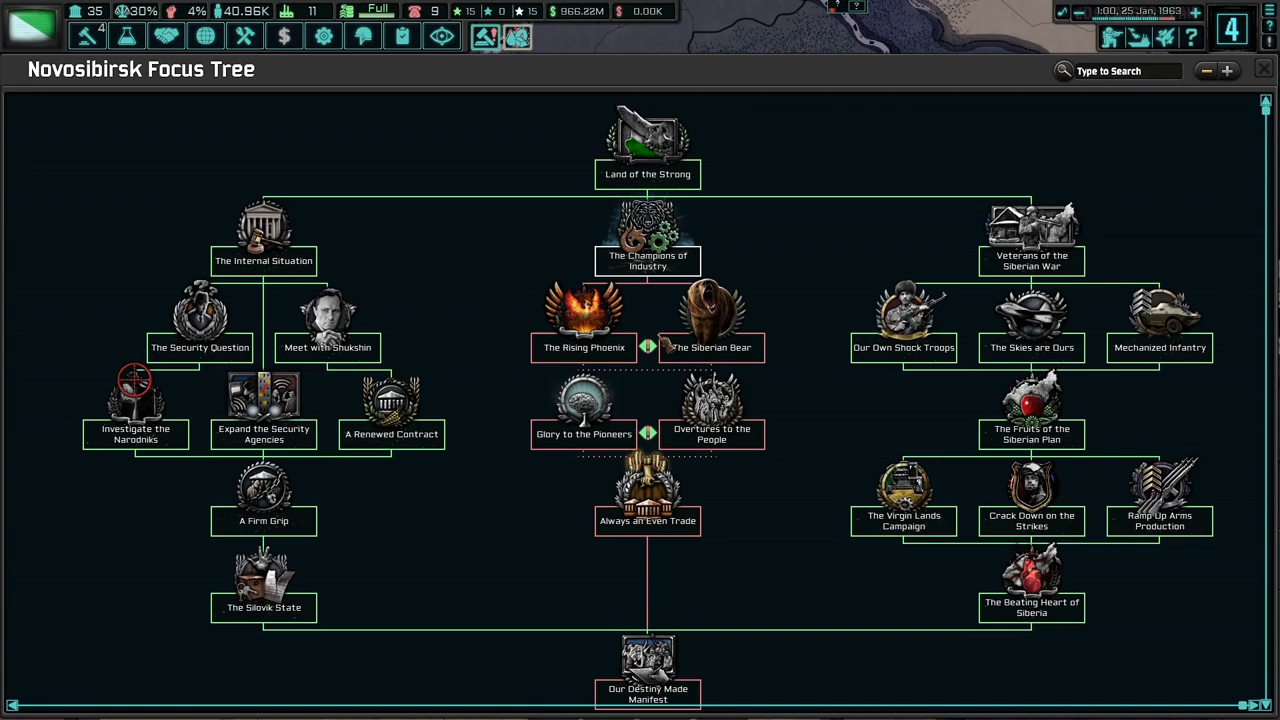 35 30% 4% 40.96K 11 Full 9 15 0 15 $ 966.22M $ 0.00K 1:00, 25 Jan, 1963
4
4
?
Novosibirsk Focus Tree
Type to Search
Land of the Strong
The Internal Situation
The Champions of
Industry
Veterans of the
Siberian War
The Security Question
Meet with Shukshin
The Rising Phoenix
The Siberian Bear
Our Own Shock Troops
The Skies are Ours
Mechanized Infantry
Investigate the
Narodniks
Expand the Security
Agencies
A Renewed Contract
Glory to the Pioneers
Overtures to the
People
The Fruits of the
Siberian Plan
A Firm Grip
Always an Even Trade
The Virgin Lands
Campaign
Crack Down on the
Strikes
Ramp Up Arms
Production
The Silovik State
The Beating Heart of
Siberia
Our Destiny Made
Manifest